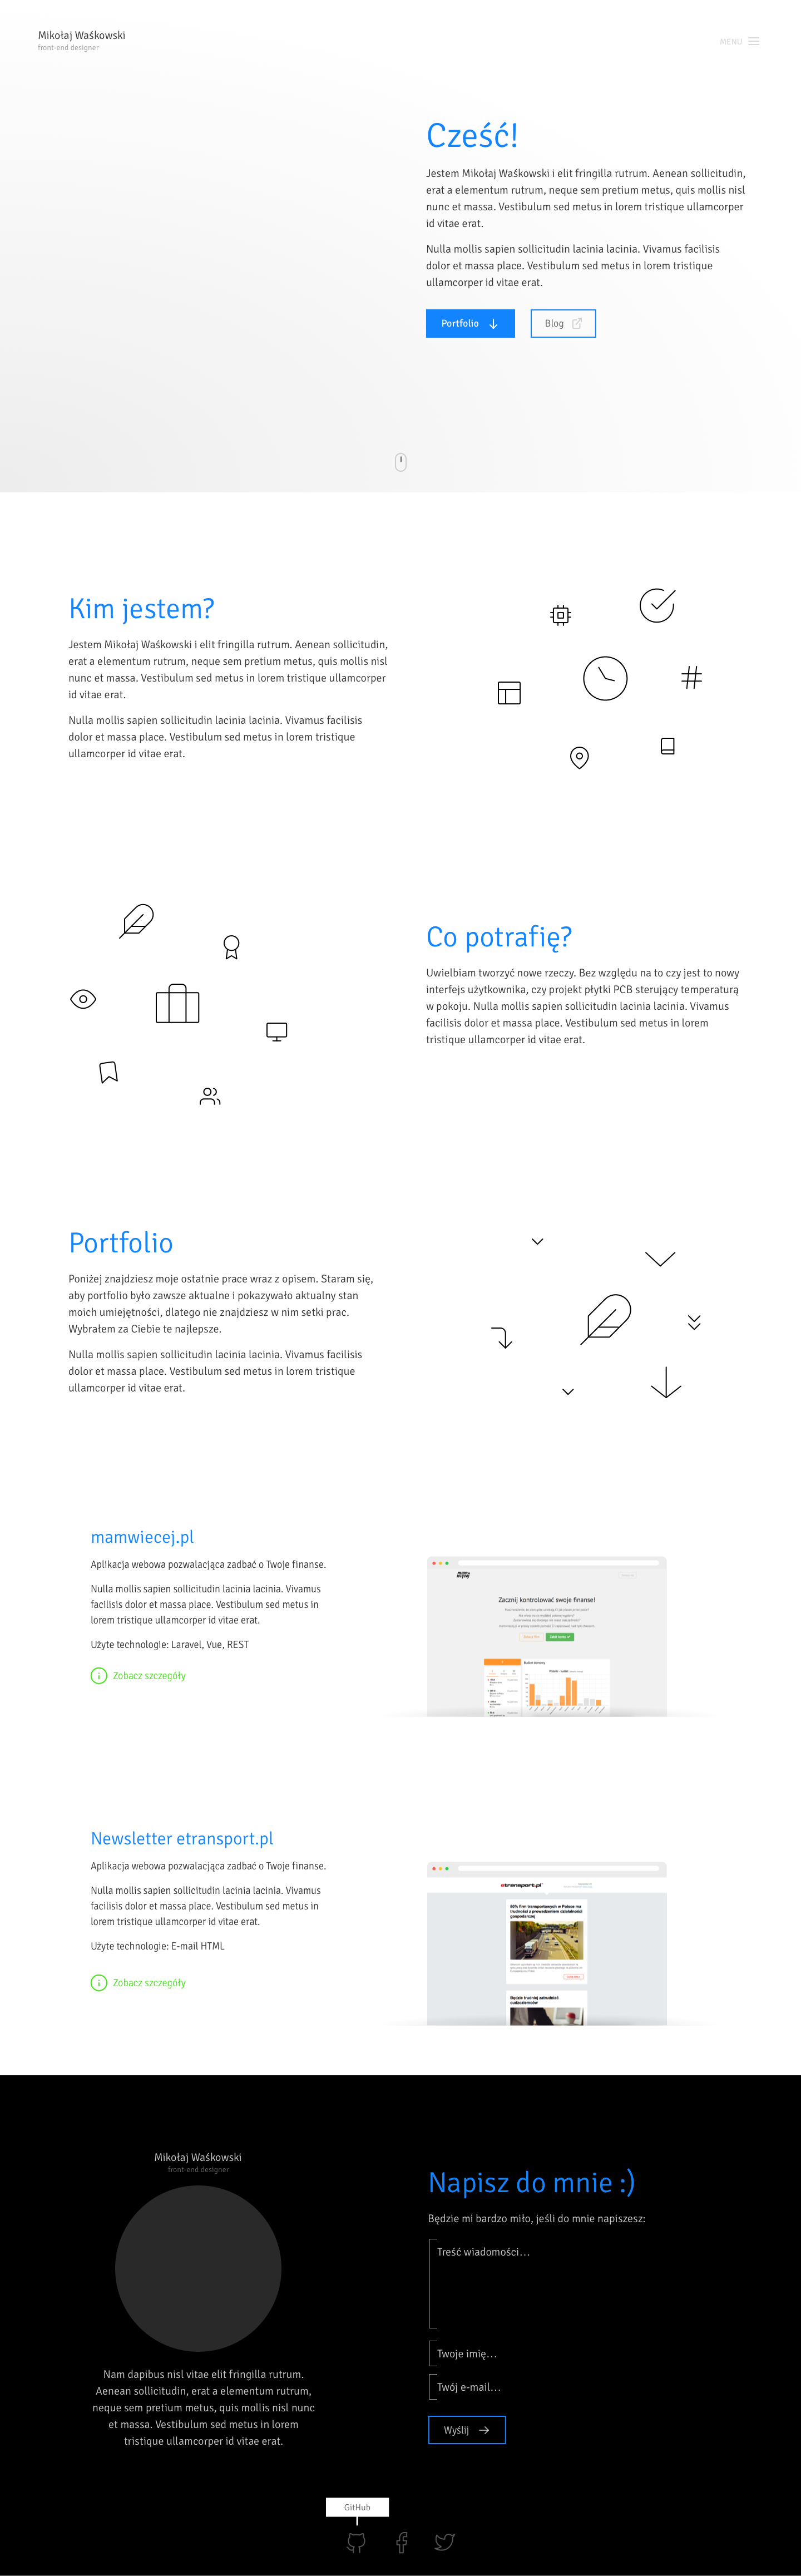 Mikołaj Waśkowski
front-end designer
MENU
Cześć!
Jestem Mikołaj Waśkowski i elit fringilla rutrum. Aenean sollicitudin,
erat a elementum rutrum, neque sem pretium metus, quis mollis nisl
nunc et massa. Vestibulum sed metus in lorem tristique ullamcorper
id vitae erat.
Nulla mollis sapien sollicitudin lacinia lacinia. Vivamus facilisis
dolor et massa place. Vestibulum sed metus in lorem tristique
ullamcorper id vitae erat.
Portfolio
Blog
Kim jestem?
Jestem Mikołaj Waśkowski i elit fringilla rutrum. Aenean sollicitudin,
erat a elementum rutrum, neque sem pretium metus, quis mollis nisl
nunc et massa. Vestibulum sed metus in lorem tristique ullamcorper
id vitae erat.
Nulla mollis sapien sollicitudin lacinia lacinia. Vivamus facilisis
dolor et massa place. Vestibulum sed metus in lorem tristique
ullamcorper id vitae erat.
Co potrafię?
Uwielbiam tworzyć nowe rzeczy. Bez względu na to czy jest to nowy
interfejs użytkownika, czy projekt płytki PCB sterujący temperaturą
w pokoju. Nulla mollis sapien sollicitudin lacinia lacinia. Vivamus
facilisis dolor et massa place. Vestibulum sed metus in lorem
tristique ullamcorper id vitae erat.
Portfolio
Poniżej znajdziesz moje ostatnie prace wraz z opisem. Staram się,
aby portfolio było zawsze aktualne i pokazywało aktualny stan
moich umiejętności, dlatego nie znajdziesz w nim setki prac.
Wybrałem za Ciebie te najlepsze.
Nulla mollis sapien sollicitudin lacinia lacinia. Vivamus facilisis
dolor et massa place. Vestibulum sed metus in lorem tristique
ullamcorper id vitae erat.
mamwiecej.pl
Aplikacja webowa pozwalacjąca zadbać o Twoje finanse.
Nulla mollis sapien sollicitudin lacinia lacinia. Vivamus
facilisis dolor et massa place. Vestibulum sed metus in
lorem tristique ullamcorper id vitae erat.
Użyte technologie: Laravel, Vue, REST
Zobacz szczegóły
Zacznij kontrolować swoje finanse!
Newsletter etransport.pl
Aplikacja webowa pozwalacjąca zadbać o Twoje finanse.
Nulla mollis sapien sollicitudin lacinia lacinia. Vivamus
facilisis dolor et massa place. Vestibulum sed metus in
lorem tristique ullamcorper id vitae erat.
Użyte technologie: E-mail HTML
Zobacz szczegóły
etransport.pl
80% firm transportowych w Polsce ma
trudności z prowadzeniem działalności
gospodarczej
Będzie trudniej zatrudniać
cudzoziemców
Mikołaj Waśkowski
front-end designer
Nam dapibus nisl vitae elit fringilla rutrum.
Aenean sollicitudin, erat a elementum rutrum,
neque sem pretium metus, quis mollis nisl nunc
et massa. Vestibulum sed metus in lorem
tristique ullamcorper id vitae erat.
Napisz do mnie :)
Będzie mi bardzo miło, jeśli do mnie napiszesz:
Treść wiadomości…
Twoje imię…
Twój e-mail…
Wyślij
GitHub